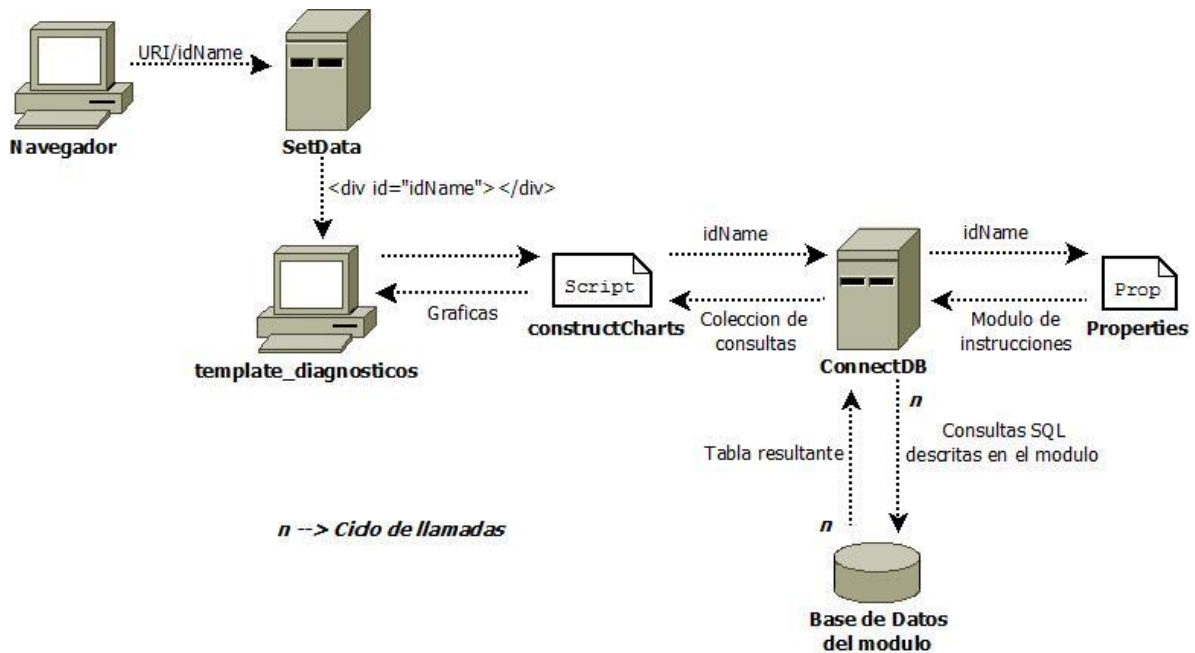 URI/idName
Navegador
SetData
<div id="idName"></div>
idName
idName
Script
Prop
Graficas
constructCharts
Coleccion de
consultas
Modulo de
instrucciones
Properties
template_diagnosticos
ConnectDB
n
Tabla resultante
Consultas SQL
descritas en el modulo
n --> Ciclo de llamadas
n
Base de Datos
del modulo